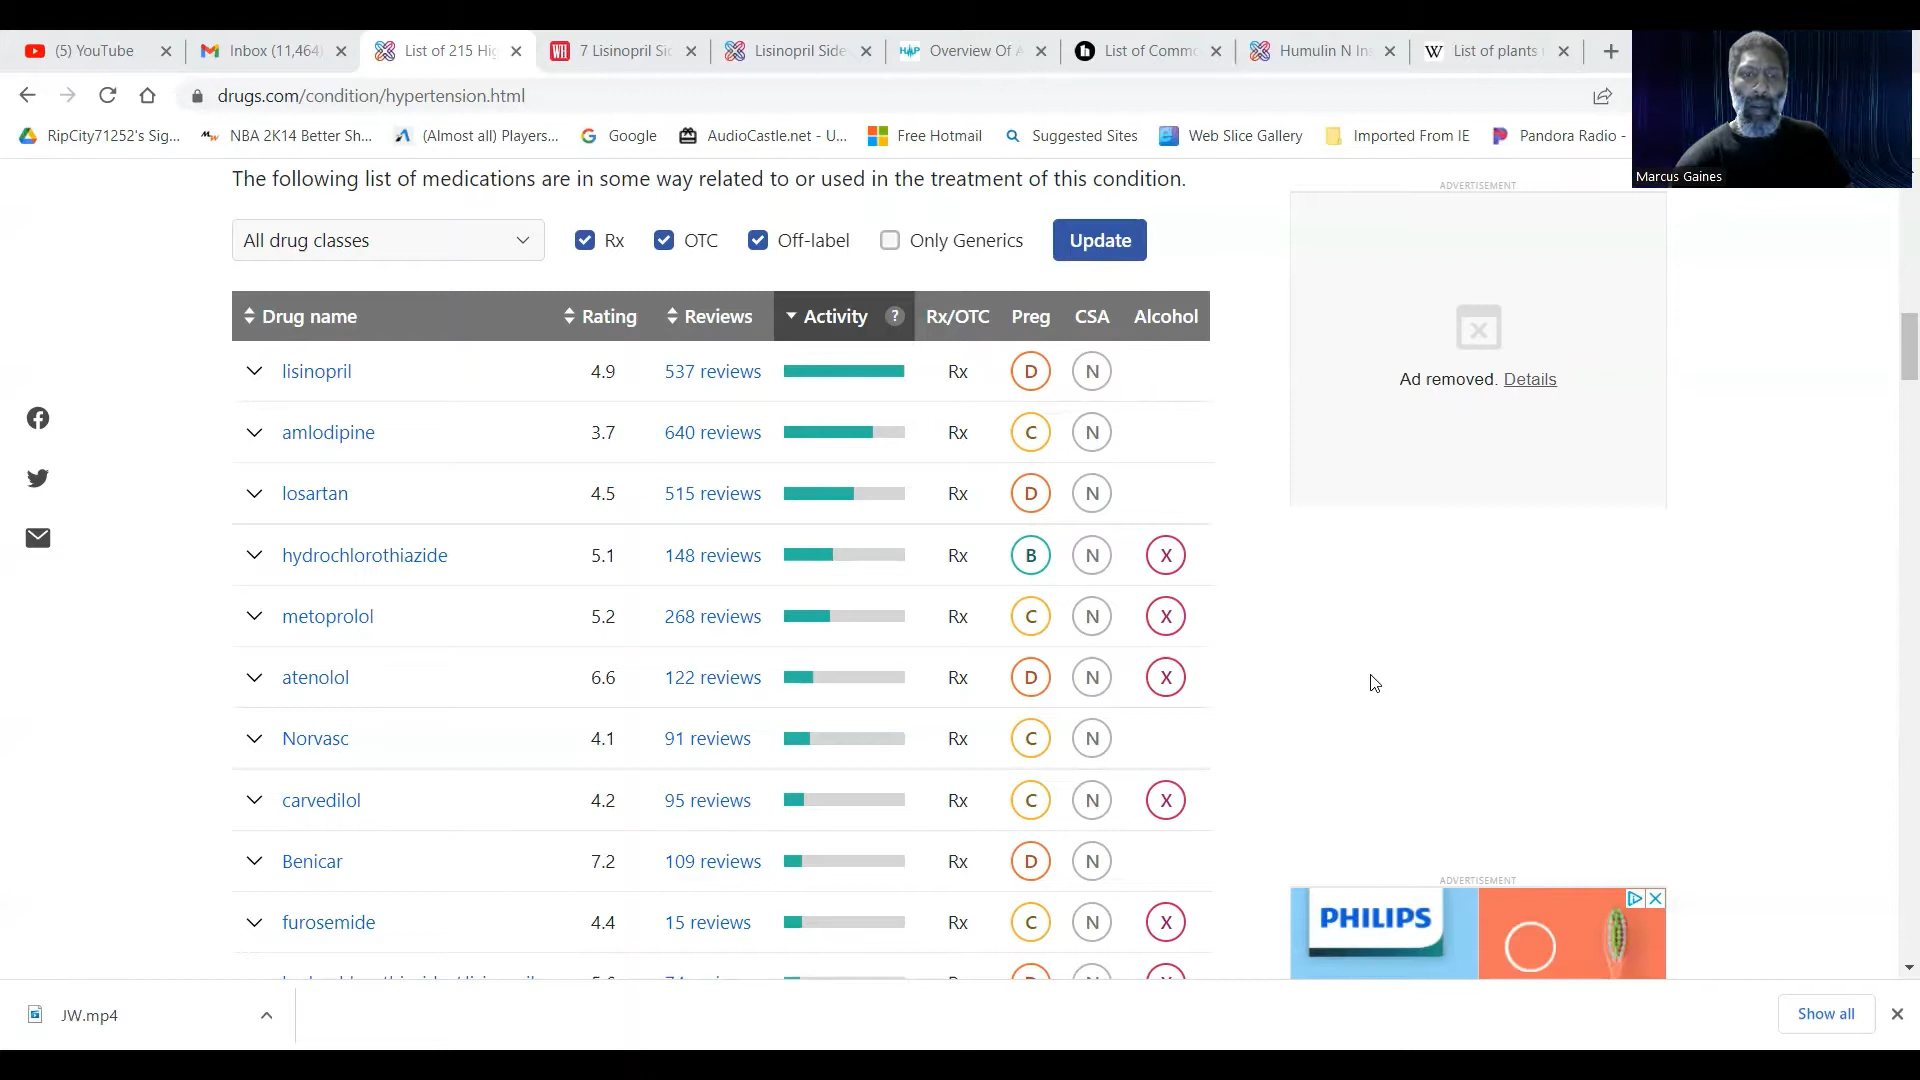 (5) YouTube
Inbox (11,464)
List of 215 Hig
7 Lisinopril Sid
Lisinopril Side
Overview Of A
List of Commo
Humulin N Ins
List of plants
drugs.com/condition/hypertension.html
RipCity71252's Sig...
NBA 2K14 Better Sh...
(Almost all) Players...
Google
AudioCastle.net - U...
Free Hotmail
Suggested Sites
Web Slice Gallery
Imported From IE
Pandora Radio -
Marcus Gaines
The following list of medications are in some way related to or used in the treatment of this condition.
All drug classes Rx OTC Off-label Only Generics Update
Drug name Rating Reviews Activity ? Rx/OTC Preg CSA Alcohol
lisinopril 4.9 537 reviews Rx D N
amlodipine 3.7 640 reviews Rx C N
losartan 4.5 515 reviews Rx D N
hydrochlorothiazide 5.1 148 reviews Rx B N X
metoprolol 5.2 268 reviews Rx C N X
atenolol 6.6 122 reviews Rx D N X
Norvasc 4.1 91 reviews Rx C N
carvedilol 4.2 95 reviews Rx C N X
Benicar 7.2 109 reviews Rx D N
furosemide 4.4 15 reviews Rx C N X
ADVERTISEMENT
Ad removed. Details
ADVERTISEMENT
PHILIPS
JW.mp4
Show all